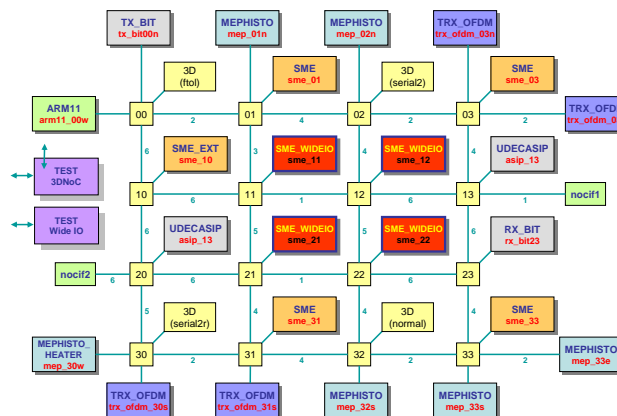 TX_BIT
tx_bit00n
MEPHISTO
mep_01n
MEPHISTO
mep_02n
TRX_OFDM
trx_ofdm_03n
3D
(ftol)
SME
sme_01
3D
(serial2)
SME
sme_03
ARM11
arm11_00w
00
2
01
4
02
2
03
TRX_OFDM
trx_ofdm_0
6
3
4
4
TEST
3DNoC
SME_EXT
sme_10
SME_WIDEIO
sme_11
SME_WIDEIO
sme_12
UDECASIP
asip_13
10
6
11
1
12
6
13
1
nocif1
TEST
Wide IO
6
5
5
6
UDECASIP
asip_13
SME_WIDEIO
sme_21
SME_WIDEIO
sme_22
RX_BIT
rx_bit23
nocif2
6
20
6
21
1
22
6
23
5
4
4
4
3D
(serial2r)
SME
sme_31
3D
(normal)
SME
sme_33
MEPHISTO_
HEATER
mep_30w
30
2
31
4
32
2
33
2
MEPHISTO
mep_33e
TRX_OFDM
trx_ofdm_30s
TRX_OFDM
trx_ofdm_31s
MEPHISTO
mep_32s
MEPHISTO
mep_33s